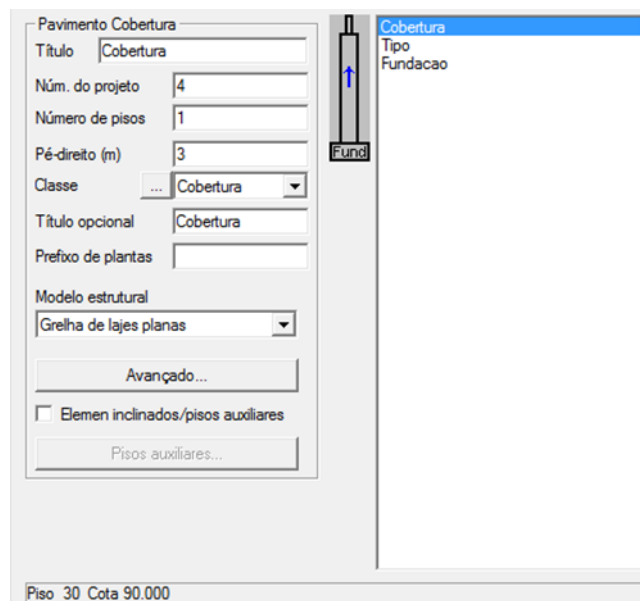 Pavimento Cobertura
Título Cobertura
Núm. do projeto 4
Número de pisos 1
Pé-direito (m) 3
Classe ... Cobertura
Título opcional Cobertura
Prefixo de plantas
Modelo estrutural
Grelha de lajes planas
Avançado...
Elemen inclinados/pisos auxiliares
Pisos auxiliares...
Fund
Cobertura
Tipo
Fundacao
Piso 30 Cota 90.000